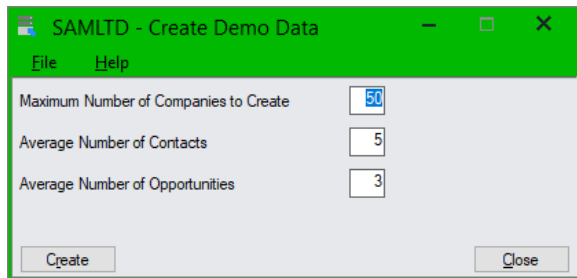 SAMLTD - Create Demo Data
File Help
Maximum Number of Companies to Create 50
Average Number of Contacts 5
Average Number of Opportunities 3
Create Close